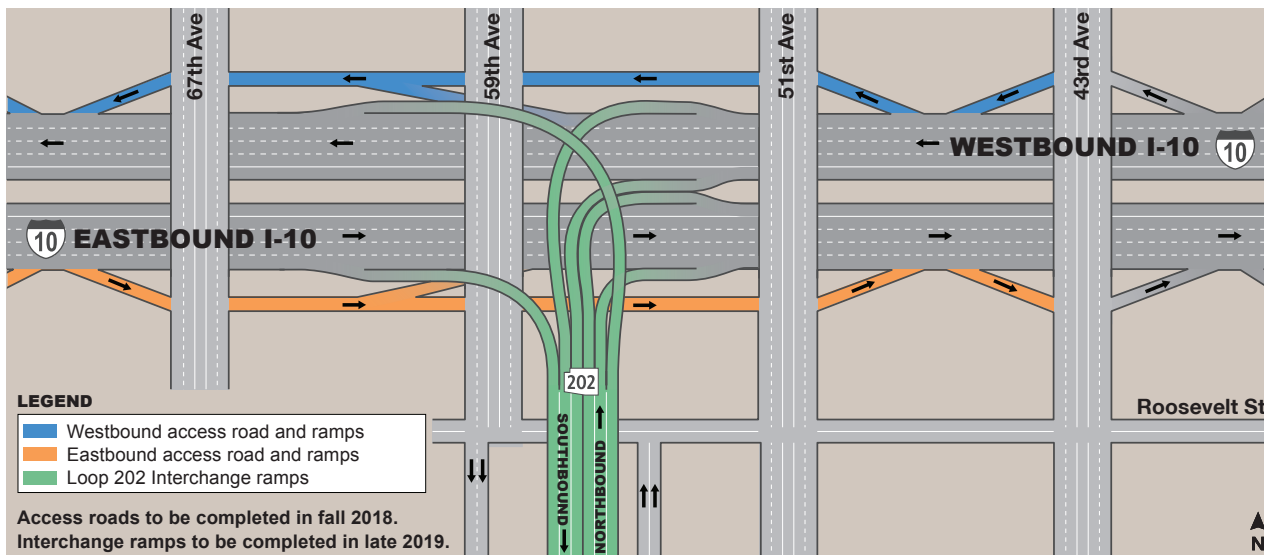 67th Ave
59th Ave
51st Ave
43rd Ave
WESTBOUND I-10
10
10
EASTBOUND I-10
202
SOUTHBOUND
NORTHBOUND
Roosevelt St
LEGEND
Westbound access road and ramps
Eastbound access road and ramps
Loop 202 Interchange ramps
Access roads to be completed in fall 2018.
Interchange ramps to be completed in late 2019.
N